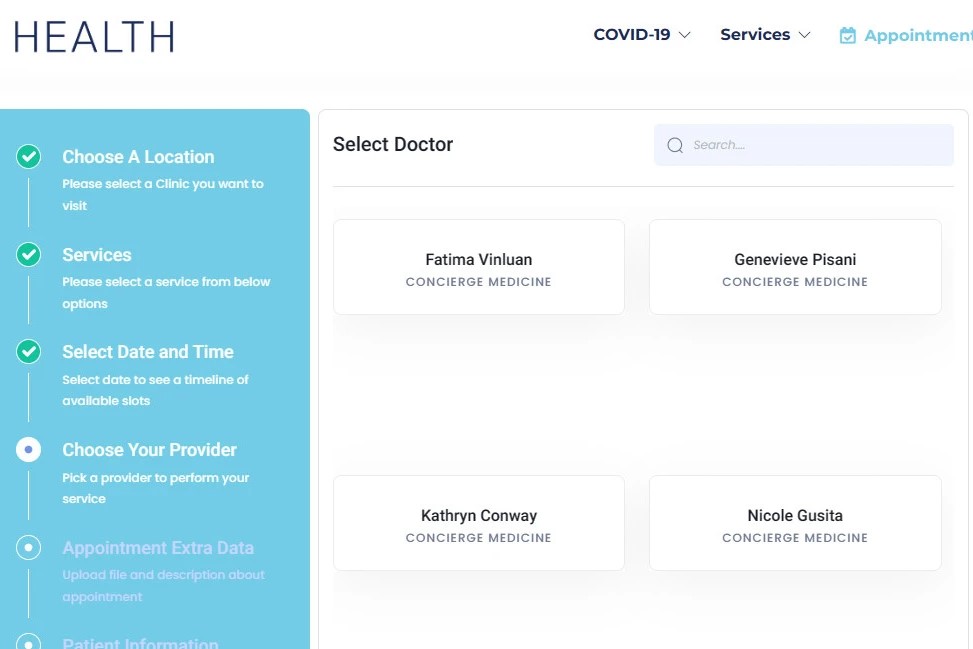 HEALTH
COVID-19
Services
Appointment
Choose A Location
Please select a Clinic you want to
visit
Services
Please select a service from below
options
Select Date and Time
Select date to see a timeline of
available slots
Choose Your Provider
Pick a provider to perform your
service
Appointment Extra Data
Upload file and description about
appointment
Patient Information
Select Doctor
Search....
Fatima Vinluan
CONCIERGE MEDICINE
Genevieve Pisani
CONCIERGE MEDICINE
Kathryn Conway
CONCIERGE MEDICINE
Nicole Gusita
CONCIERGE MEDICINE